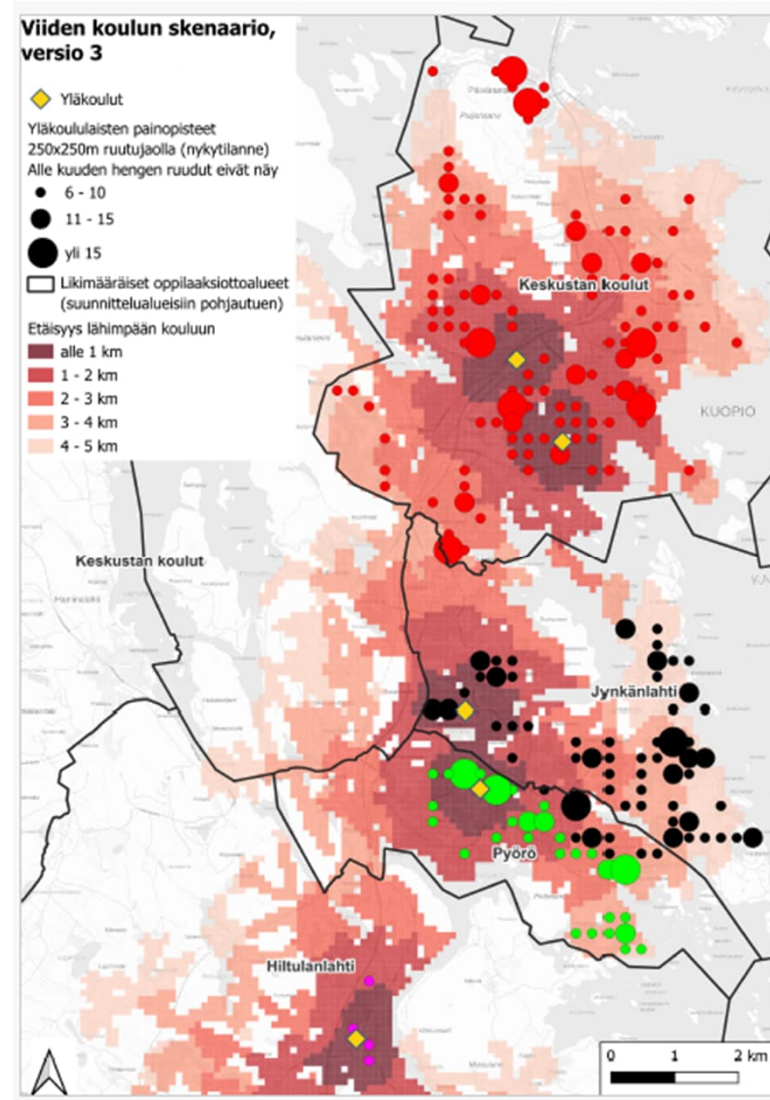 Viiden koulun skenaario,
versio 3
Yläkoulut
Yläkoululaisten painopisteet
250x250m ruutujaolla (nykytilanne)
Alle kuuden hengen ruudut eivät näy
6 - 10
11 - 15
yli 15
Likimääräiset oppilaaksiottoalueet
(suunnittelualueisiin pohjautuen)
Etäisyys lähimpään kouluun
alle 1 km
1 - 2 km
2 - 3 km
3 - 4 km
4 - 5 km
Keskustan koulut
KUOPIO
Keskustan koulut
Jynkänlahti
Pyörö
Hiltulanlahti
0 1 2 km